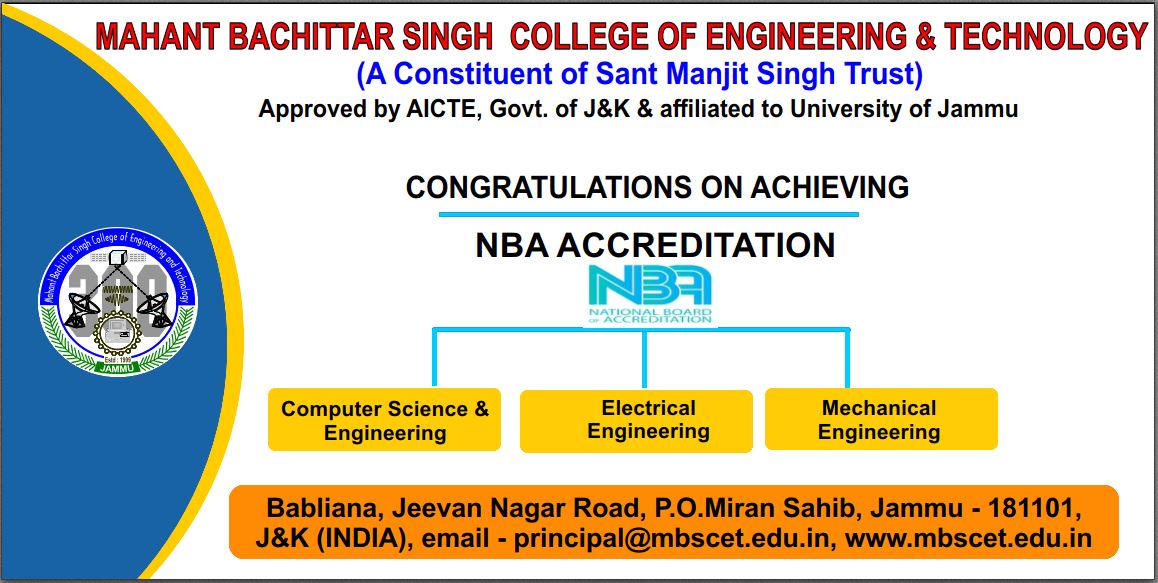 MAHANT BACHITTAR SINGH COLLEGE OF ENGINEERING & TECHNOLOGY
(A Constituent of Sant Manjit Singh Trust)
Approved by AICTE, Govt. of J&K & affiliated to University of Jammu
CONGRATULATIONS ON ACHIEVING
NBA ACCREDITATION
NBA
NATIONAL BOARD
OF ACCREDITATION
Mahant Bachittar Singh College of Engineering and Technology
Estd : 1999
JAMMU
Computer Science &
Engineering
Electrical
Engineering
Mechanical
Engineering
Babliana, Jeevan Nagar Road, P.O.Miran Sahib, Jammu - 181101,
J&K (INDIA), email - principal@mbscet.edu.in, www.mbscet.edu.in